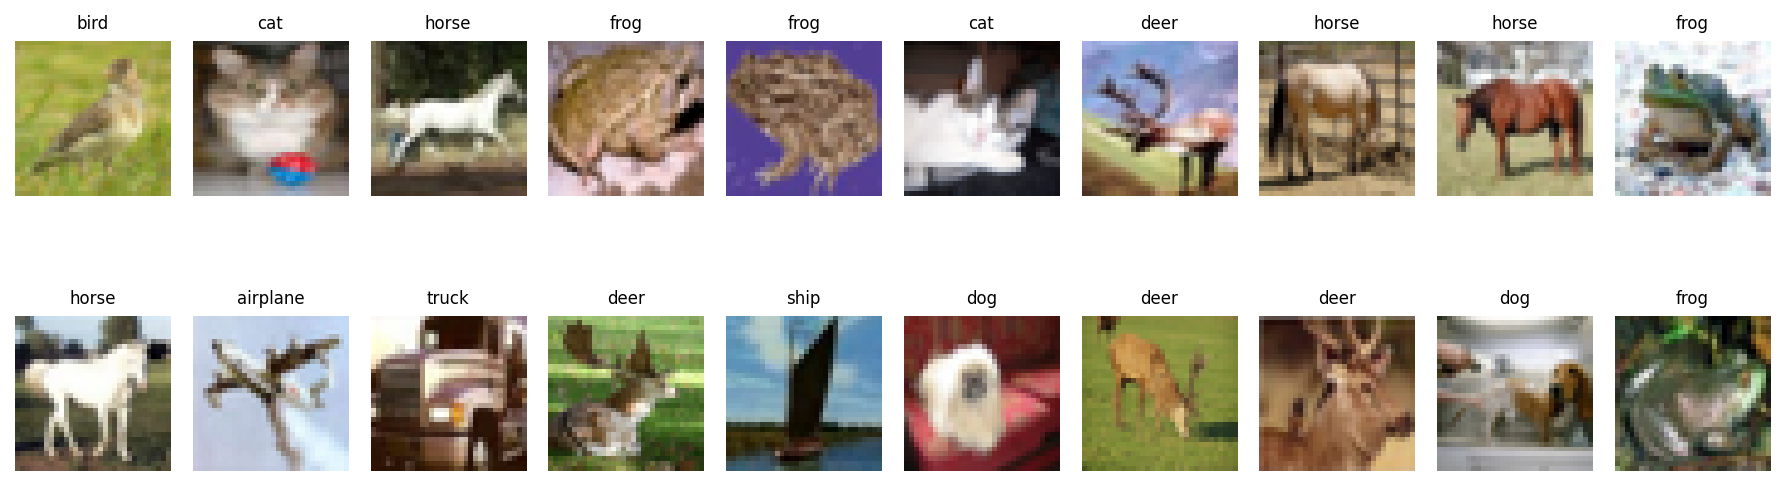 bird cat horse frog frog cat deer horse horse frog
horse airplane truck deer ship dog deer deer dog frog